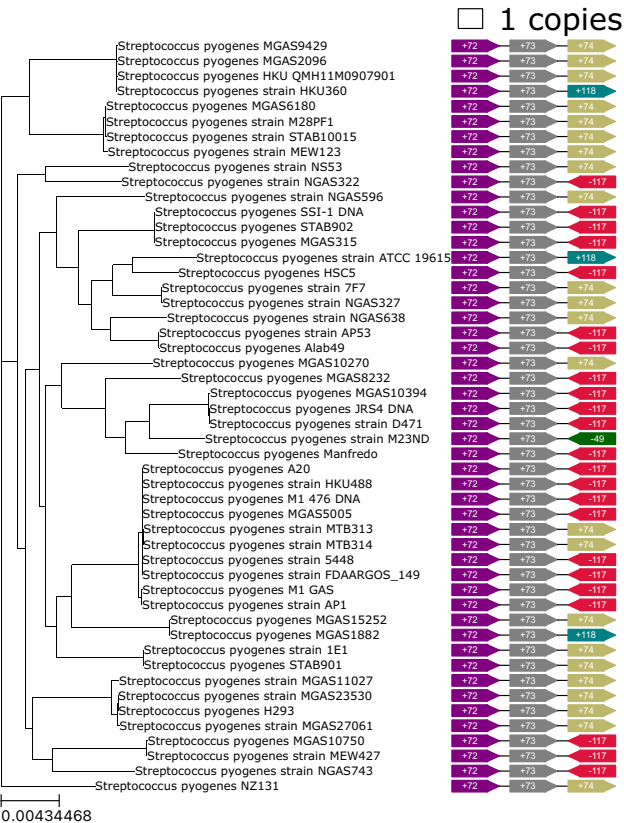 1 copies
Streptococcus pyogenes MGAS9429 +72 +73 +74
Streptococcus pyogenes MGAS2096 +72 +73 +74
Streptococcus pyogenes HKU QMH11M0907901 +72 +73 +74
Streptococcus pyogenes strain HKU360 +72 +73 +118
Streptococcus pyogenes MGAS6180 +72 +73 +74
Streptococcus pyogenes strain M28PF1 +72 +73 +74
Streptococcus pyogenes STAB10015 +72 +73 +74
Streptococcus pyogenes strain MEW123 +72 +73 +74
Streptococcus pyogenes strain NS53 +72 +73 +74
Streptococcus pyogenes strain NGAS322 +72 +73 -117
Streptococcus pyogenes strain NGAS596 +72 +73 +74
Streptococcus pyogenes SSI-1 DNA +72 +73 -117
Streptococcus pyogenes STAB902 +72 +73 -117
Streptococcus pyogenes MGAS315 +72 +73 -117
Streptococcus pyogenes strain ATCC 19615 +72 +73 +118
Streptococcus pyogenes HSC5 +72 +73 -117
Streptococcus pyogenes strain 7F7 +72 +73 +74
Streptococcus pyogenes strain NGAS327 +72 +73 +74
Streptococcus pyogenes strain NGAS638 +72 +73 +74
Streptococcus pyogenes strain AP53 +72 +73 -117
Streptococcus pyogenes Alab49 +72 +73 -117
Streptococcus pyogenes MGAS10270 +72 +73 +74
Streptococcus pyogenes MGAS8232 +72 +73 -117
Streptococcus pyogenes MGAS10394 +72 +73 -117
Streptococcus pyogenes JRS4 DNA +72 +73 -117
Streptococcus pyogenes strain D471 +72 +73 -117
Streptococcus pyogenes strain M23ND +72 +73 -49
Streptococcus pyogenes Manfredo +72 +73 -117
Streptococcus pyogenes A20 +72 +73 -117
Streptococcus pyogenes strain HKU488 +72 +73 -117
Streptococcus pyogenes M1 476 DNA +72 +73 -117
Streptococcus pyogenes MGAS5005 +72 +73 -117
Streptococcus pyogenes strain MTB313 +72 +73 +74
Streptococcus pyogenes strain MTB314 +72 +73 +74
Streptococcus pyogenes strain 5448 +72 +73 -117
Streptococcus pyogenes strain FDAARGOS_149 +72 +73 -117
Streptococcus pyogenes M1 GAS +72 +73 -117
Streptococcus pyogenes strain AP1 +72 +73 -117
Streptococcus pyogenes MGAS15252 +72 +73 +74
Streptococcus pyogenes MGAS1882 +72 +73 +118
Streptococcus pyogenes strain 1E1 +72 +73 +74
Streptococcus pyogenes STAB901 +72 +73 +74
Streptococcus pyogenes strain MGAS11027 +72 +73 +74
Streptococcus pyogenes strain MGAS23530 +72 +73 +74
Streptococcus pyogenes H293 +72 +73 +74
Streptococcus pyogenes strain MGAS27061 +72 +73 +74
Streptococcus pyogenes MGAS10750 +72 +73 -117
Streptococcus pyogenes strain MEW427 +72 +73 -117
Streptococcus pyogenes strain NGAS743 +72 +73 -117
Streptococcus pyogenes NZ131 +72 +73 +74
0.00434468